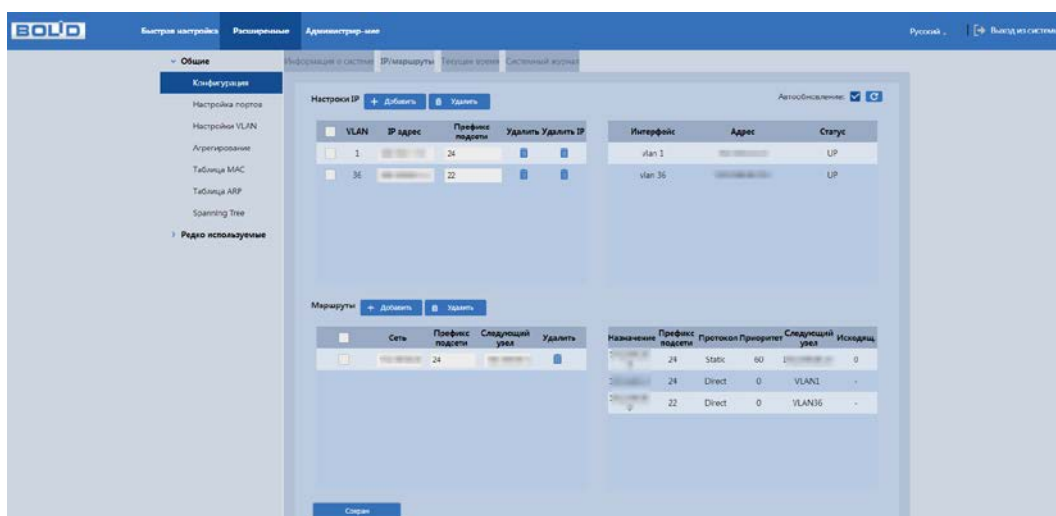 BOLID
Быстрая настройка Расширенные Администрир-ние Русский Выход из системы
Общие
Конфигурация
Настройка портов
Настройки VLAN
Агрегирование
Таблица MAC
Таблица ARP
Spanning Tree
Редко используемые
Информация о системе IP/маршруты Текущее время Системный журнал
Настроки IP + Добавить Удалить Автообновление:
VLAN IP адрес Префикс подсети Удалить Удалить IP
1 24
36 22
Интерфейс Адрес Статус
vlan 1 UP
vlan 36 UP
Маршруты + Добавить Удалить
Сеть Префикс подсети Следующий узел Удалить
24
Назначение Префикс подсети Протокол Приоритет Следующий узел Исходящ.
24 Static 60 0
24 Direct 0 VLAN1 -
22 Direct 0 VLAN36 -
Сохран